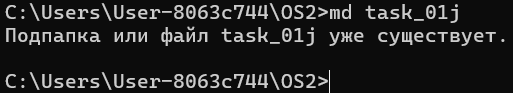 C:\Users\User-8063c744\OS2>md task_01j
Подпапка или файл task_01j уже существует.
C:\Users\User-8063c744\OS2>